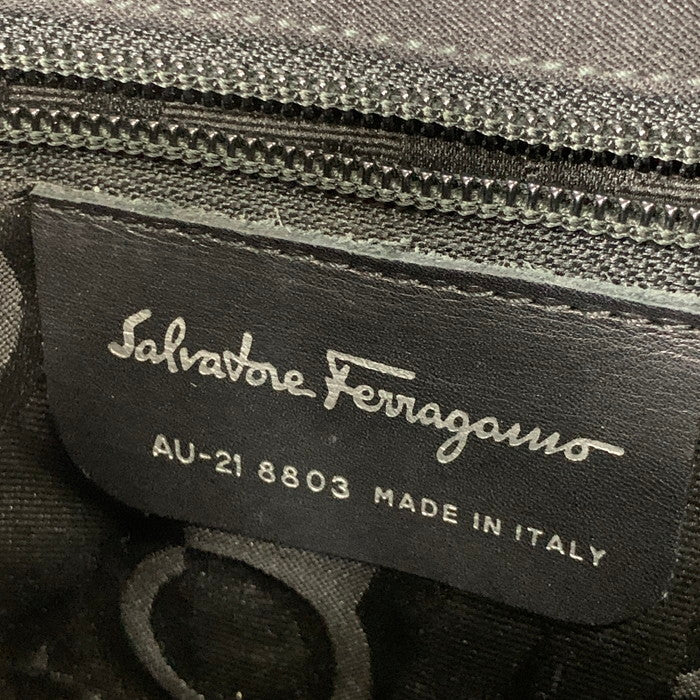 Salvatore Ferragamo
AU-21 8803 MADE IN ITALY